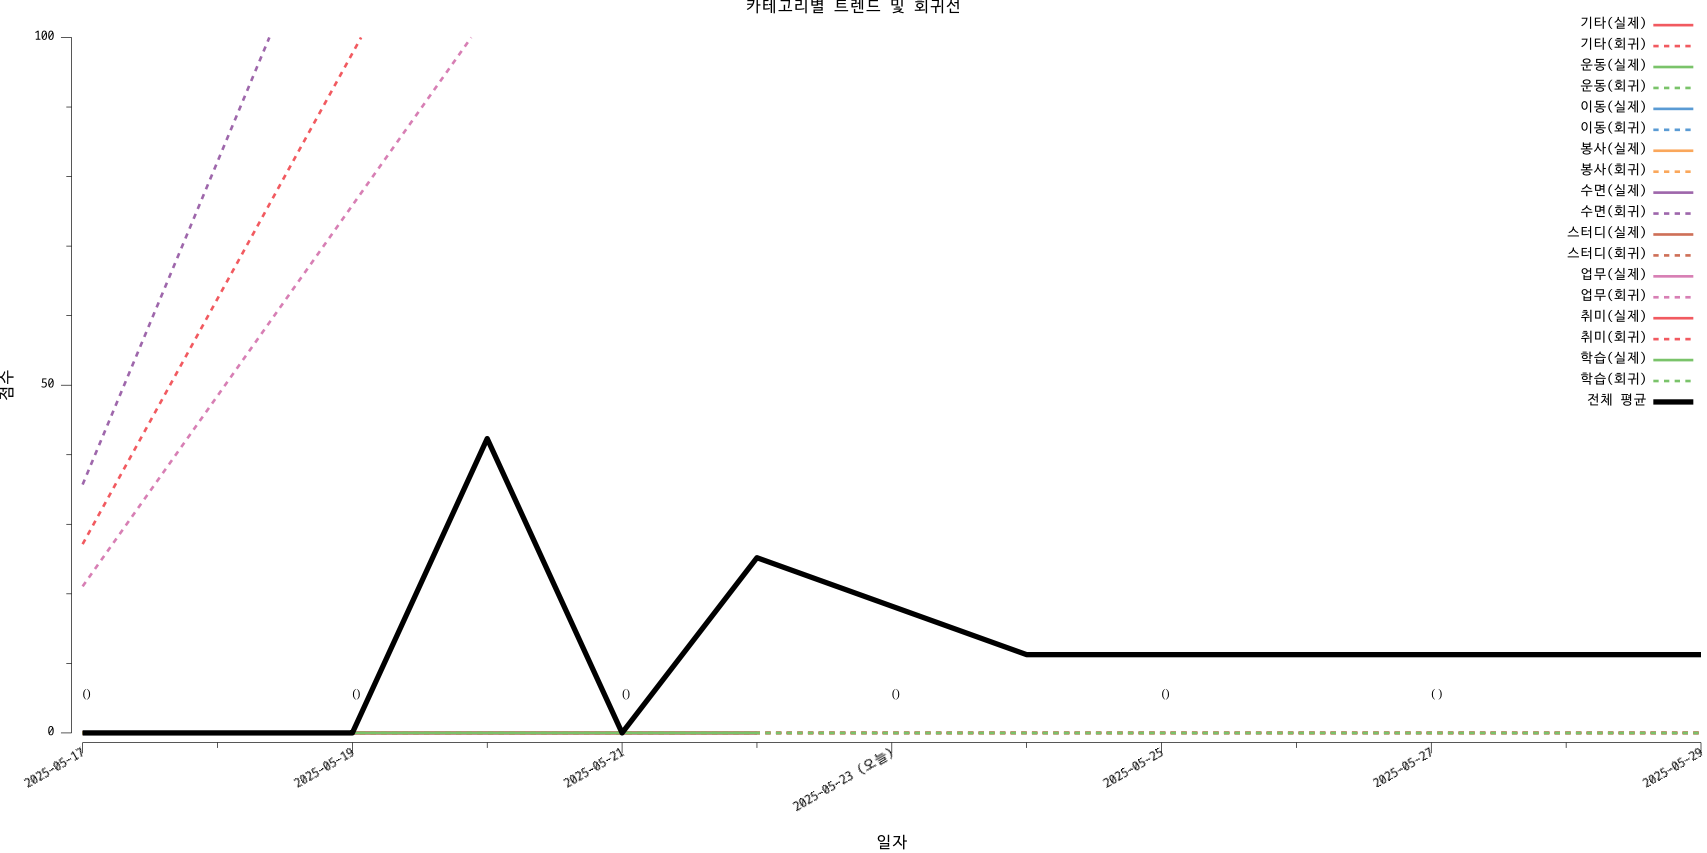 카테고리별 트렌드 및 회귀선
기타(실제)
기타(회귀)
운동(실제)
운동(회귀)
이동(실제)
이동(회귀)
봉사(실제)
봉사(회귀)
수면(실제)
수면(회귀)
스터디(실제)
스터디(회귀)
업무(실제)
업무(회귀)
취미(실제)
취미(회귀)
학습(실제)
학습(회귀)
전체 평균
100
50
0
점수
() () () () () ( )
2025-05-17 2025-05-19 2025-05-21 2025-05-23 (오늘) 2025-05-25 2025-05-27 2025-05-29
일자